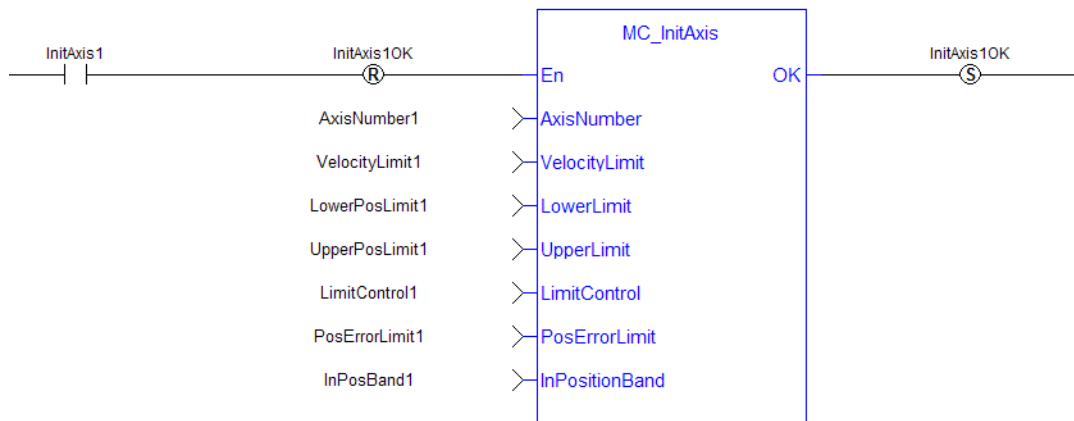 MC_InitAxis
InitAxis1 InitAxis1OK InitAxis1OK
R En OK S
AxisNumber1 AxisNumber
VelocityLimit1 VelocityLimit
LowerPosLimit1 LowerLimit
UpperPosLimit1 UpperLimit
LimitControl1 LimitControl
PosErrorLimit1 PosErrorLimit
InPosBand1 InPositionBand